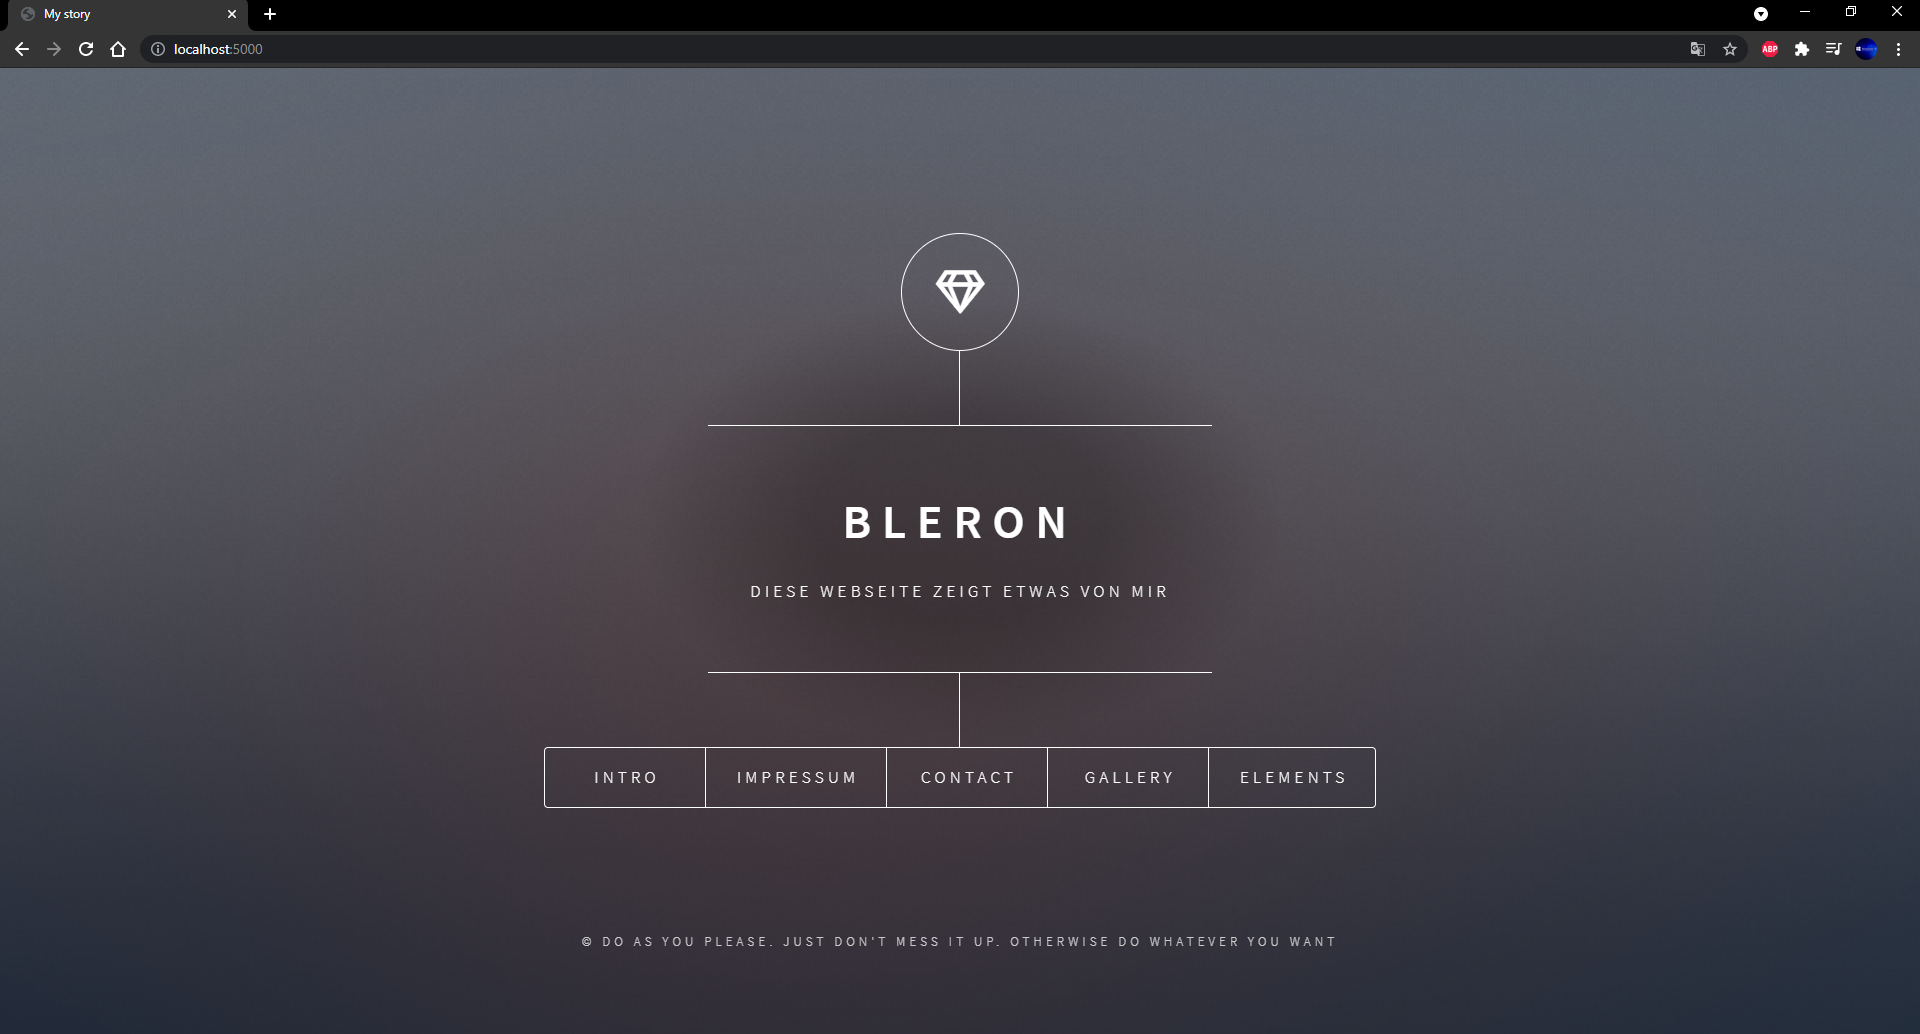 My story
localhost:5000
ABP
BLERON
DIESE WEBSEITE ZEIGT ETWAS VON MIR
INTRO
IMPRESSUM
CONTACT
GALLERY
ELEMENTS
© DO AS YOU PLEASE. JUST DON'T MESS IT UP. OTHERWISE DO WHATEVER YOU WANT